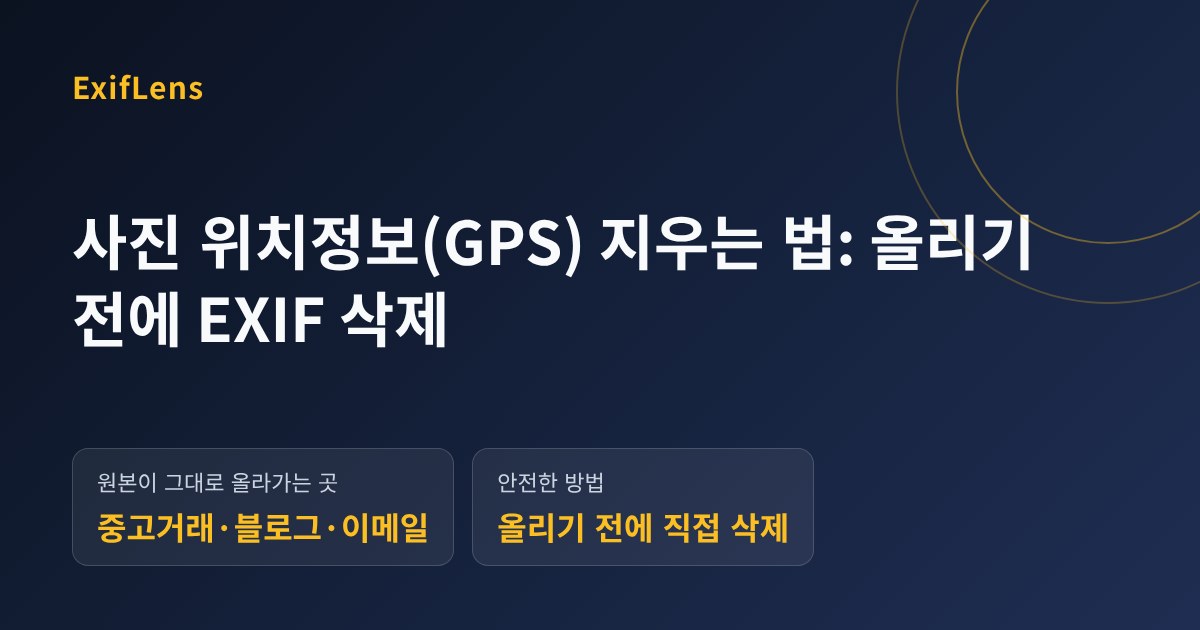 ExifLens
사진 위치정보(GPS) 지우는 법: 올리기
전에 EXIF 삭제
원본이 그대로 올라가는 곳
중고거래·블로그·이메일
안전한 방법
올리기 전에 직접 삭제